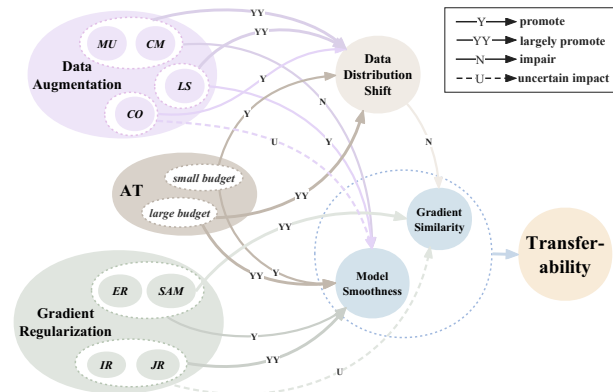 MU
CM
Data
Augmentation
LS
CO
AT
small budget
large budget
ER
SAM
Gradient
Regularization
IR
JR
YY
YY
Y
N
Y
U
YY
YY
YY
Y
Y
YY
U
N
Data
Distribution
Shift
Gradient
Similarity
Model
Smoothness
Transfer-
ability
Y promote
YY largely promote
N impair
U uncertain impact